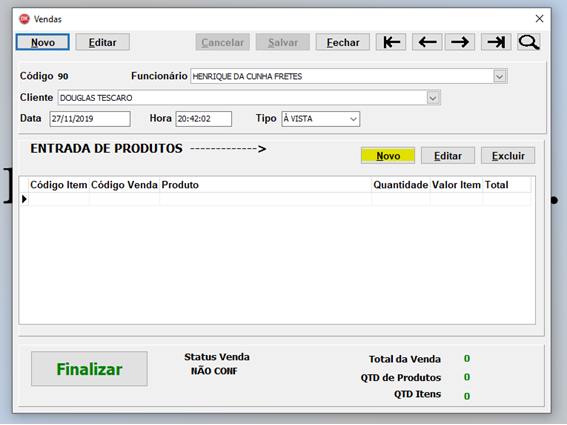 Vendas
Novo Editar Cancelar Salvar Fechar
Código 90 Funcionário HENRIQUE DA CUNHA FRETES
Cliente DOUGLAS TESCARO
Data 27/11/2019 Hora 20:42:02 Tipo À VISTA
ENTRADA DE PRODUTOS ------------->
Novo Editar Excluir
Código Item Código Venda Produto Quantidade Valor Item Total
Finalizar
Status Venda
NÃO CONF
Total da Venda 0
QTD de Produtos 0
QTD Itens 0